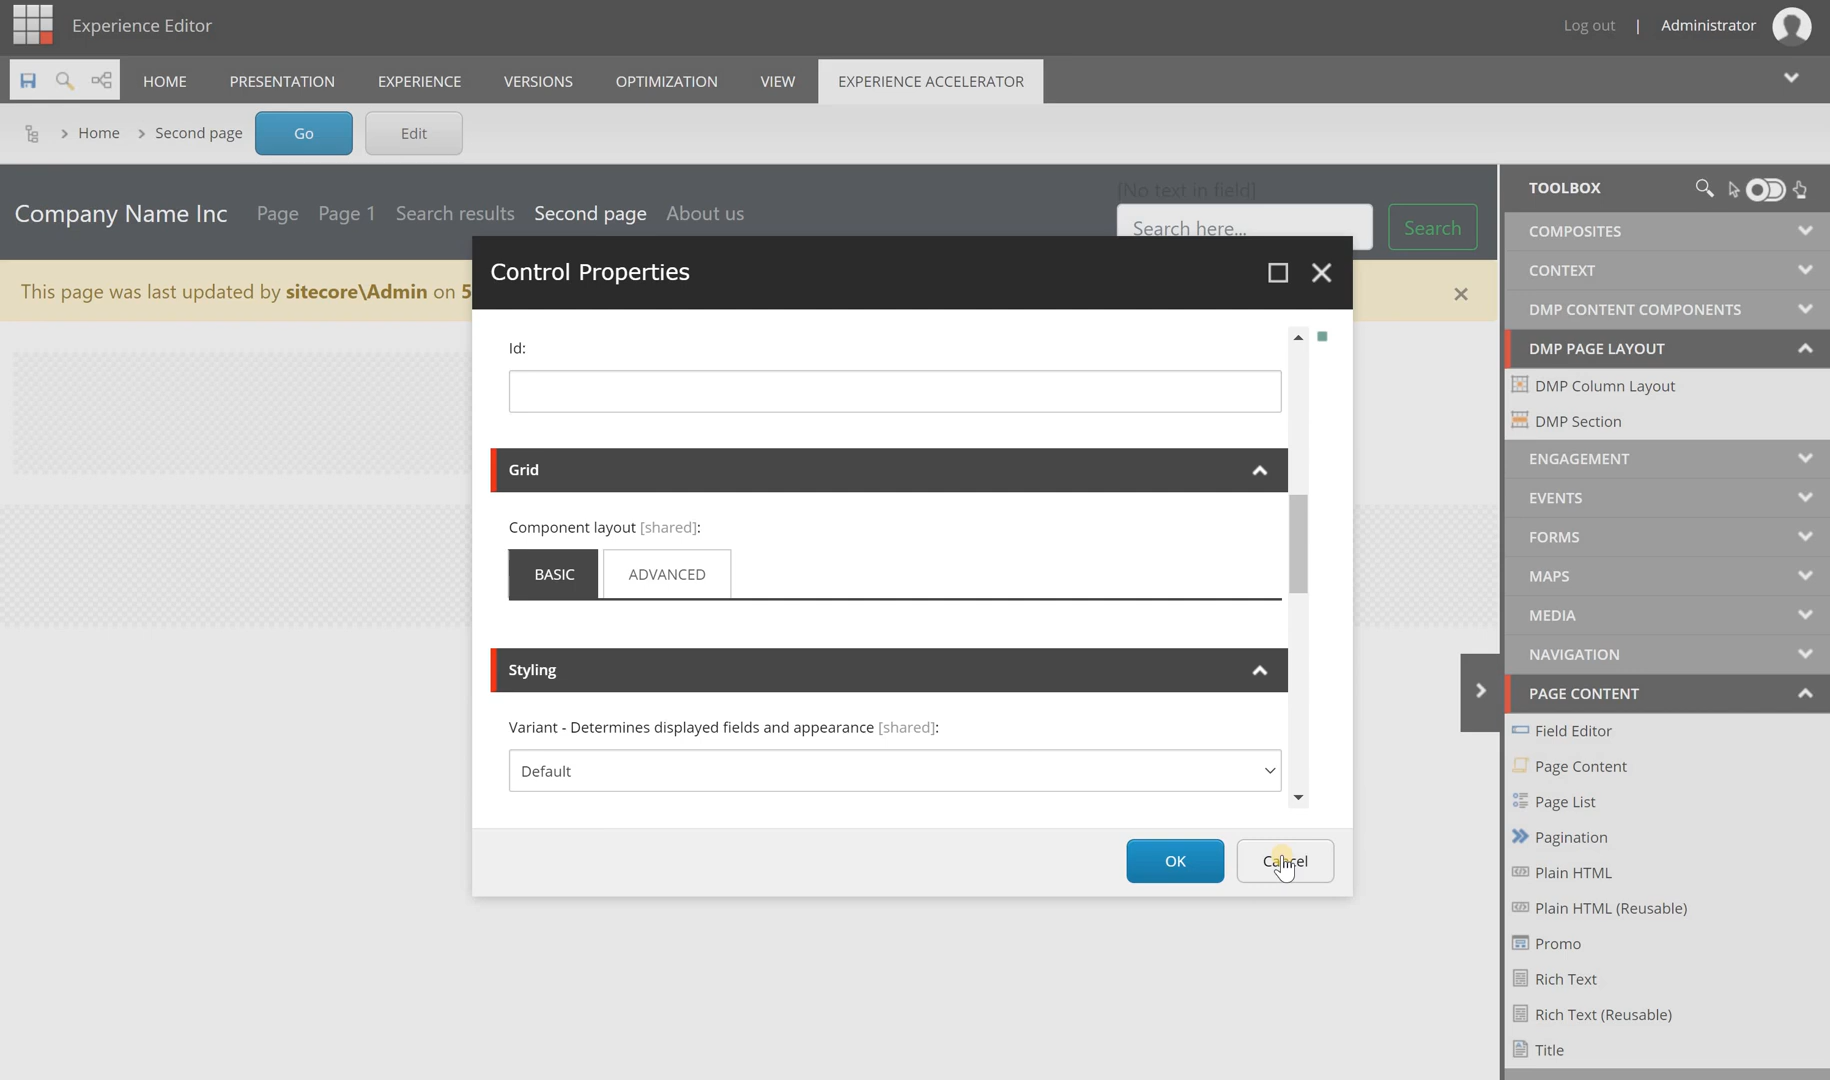 Experience Editor
Log out | Administrator
HOME PRESENTATION EXPERIENCE VERSIONS OPTIMIZATION VIEW EXPERIENCE ACCELERATOR
Home Second page Go Edit
[No text in field]
Company Name Inc Page Page 1 Search results Second page About us
Search here... Search
This page was last updated by sitecore\Admin on 5
Control Properties
Id:
Grid
Component layout [shared]:
BASIC ADVANCED
Styling
Variant - Determines displayed fields and appearance [shared]:
Default
OK Cancel
TOOLBOX
COMPOSITES
CONTEXT
DMP CONTENT COMPONENTS
DMP PAGE LAYOUT
DMP Column Layout
DMP Section
ENGAGEMENT
EVENTS
FORMS
MAPS
MEDIA
NAVIGATION
PAGE CONTENT
Field Editor
Page Content
Page List
Pagination
Plain HTML
Plain HTML (Reusable)
Promo
Rich Text
Rich Text (Reusable)
Title